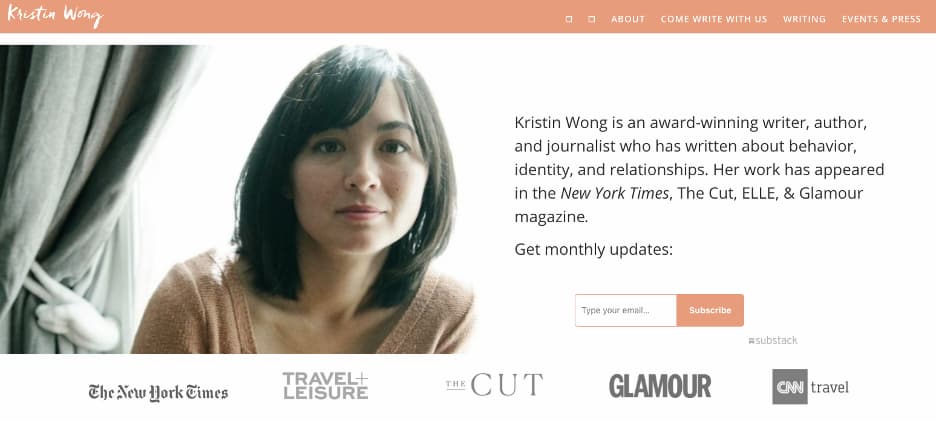 Kristin Wong
ABOUT COME WRITE WITH US WRITING EVENTS & PRESS
Kristin Wong is an award-winning writer, author,
and journalist who has written about behavior,
identity, and relationships. Her work has appeared
in the New York Times, The Cut, ELLE, & Glamour
magazine.
Get monthly updates:
Type your email... Subscribe
substack
The New York Times TRAVEL+ LEISURE THE CUT GLAMOUR CNN travel